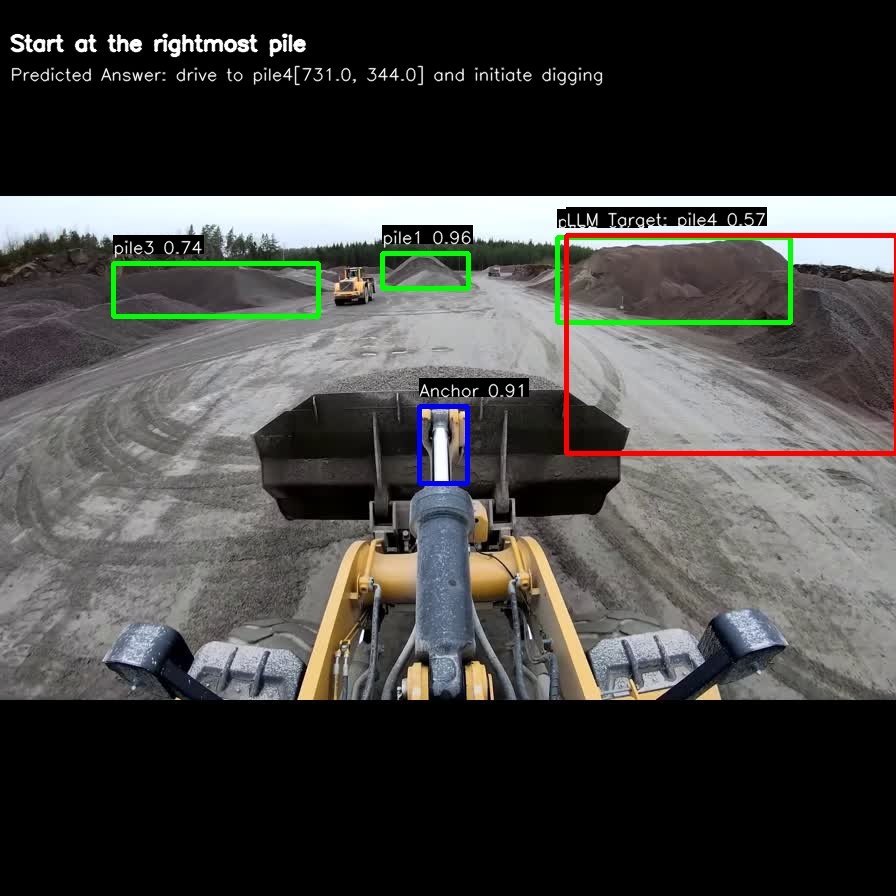 Start at the rightmost pile
Predicted Answer: drive to pile4[731.0, 344.0] and initiate digging
LLM Target: pile4 0.57
pile1 0.96
pile3 0.74
Anchor 0.91